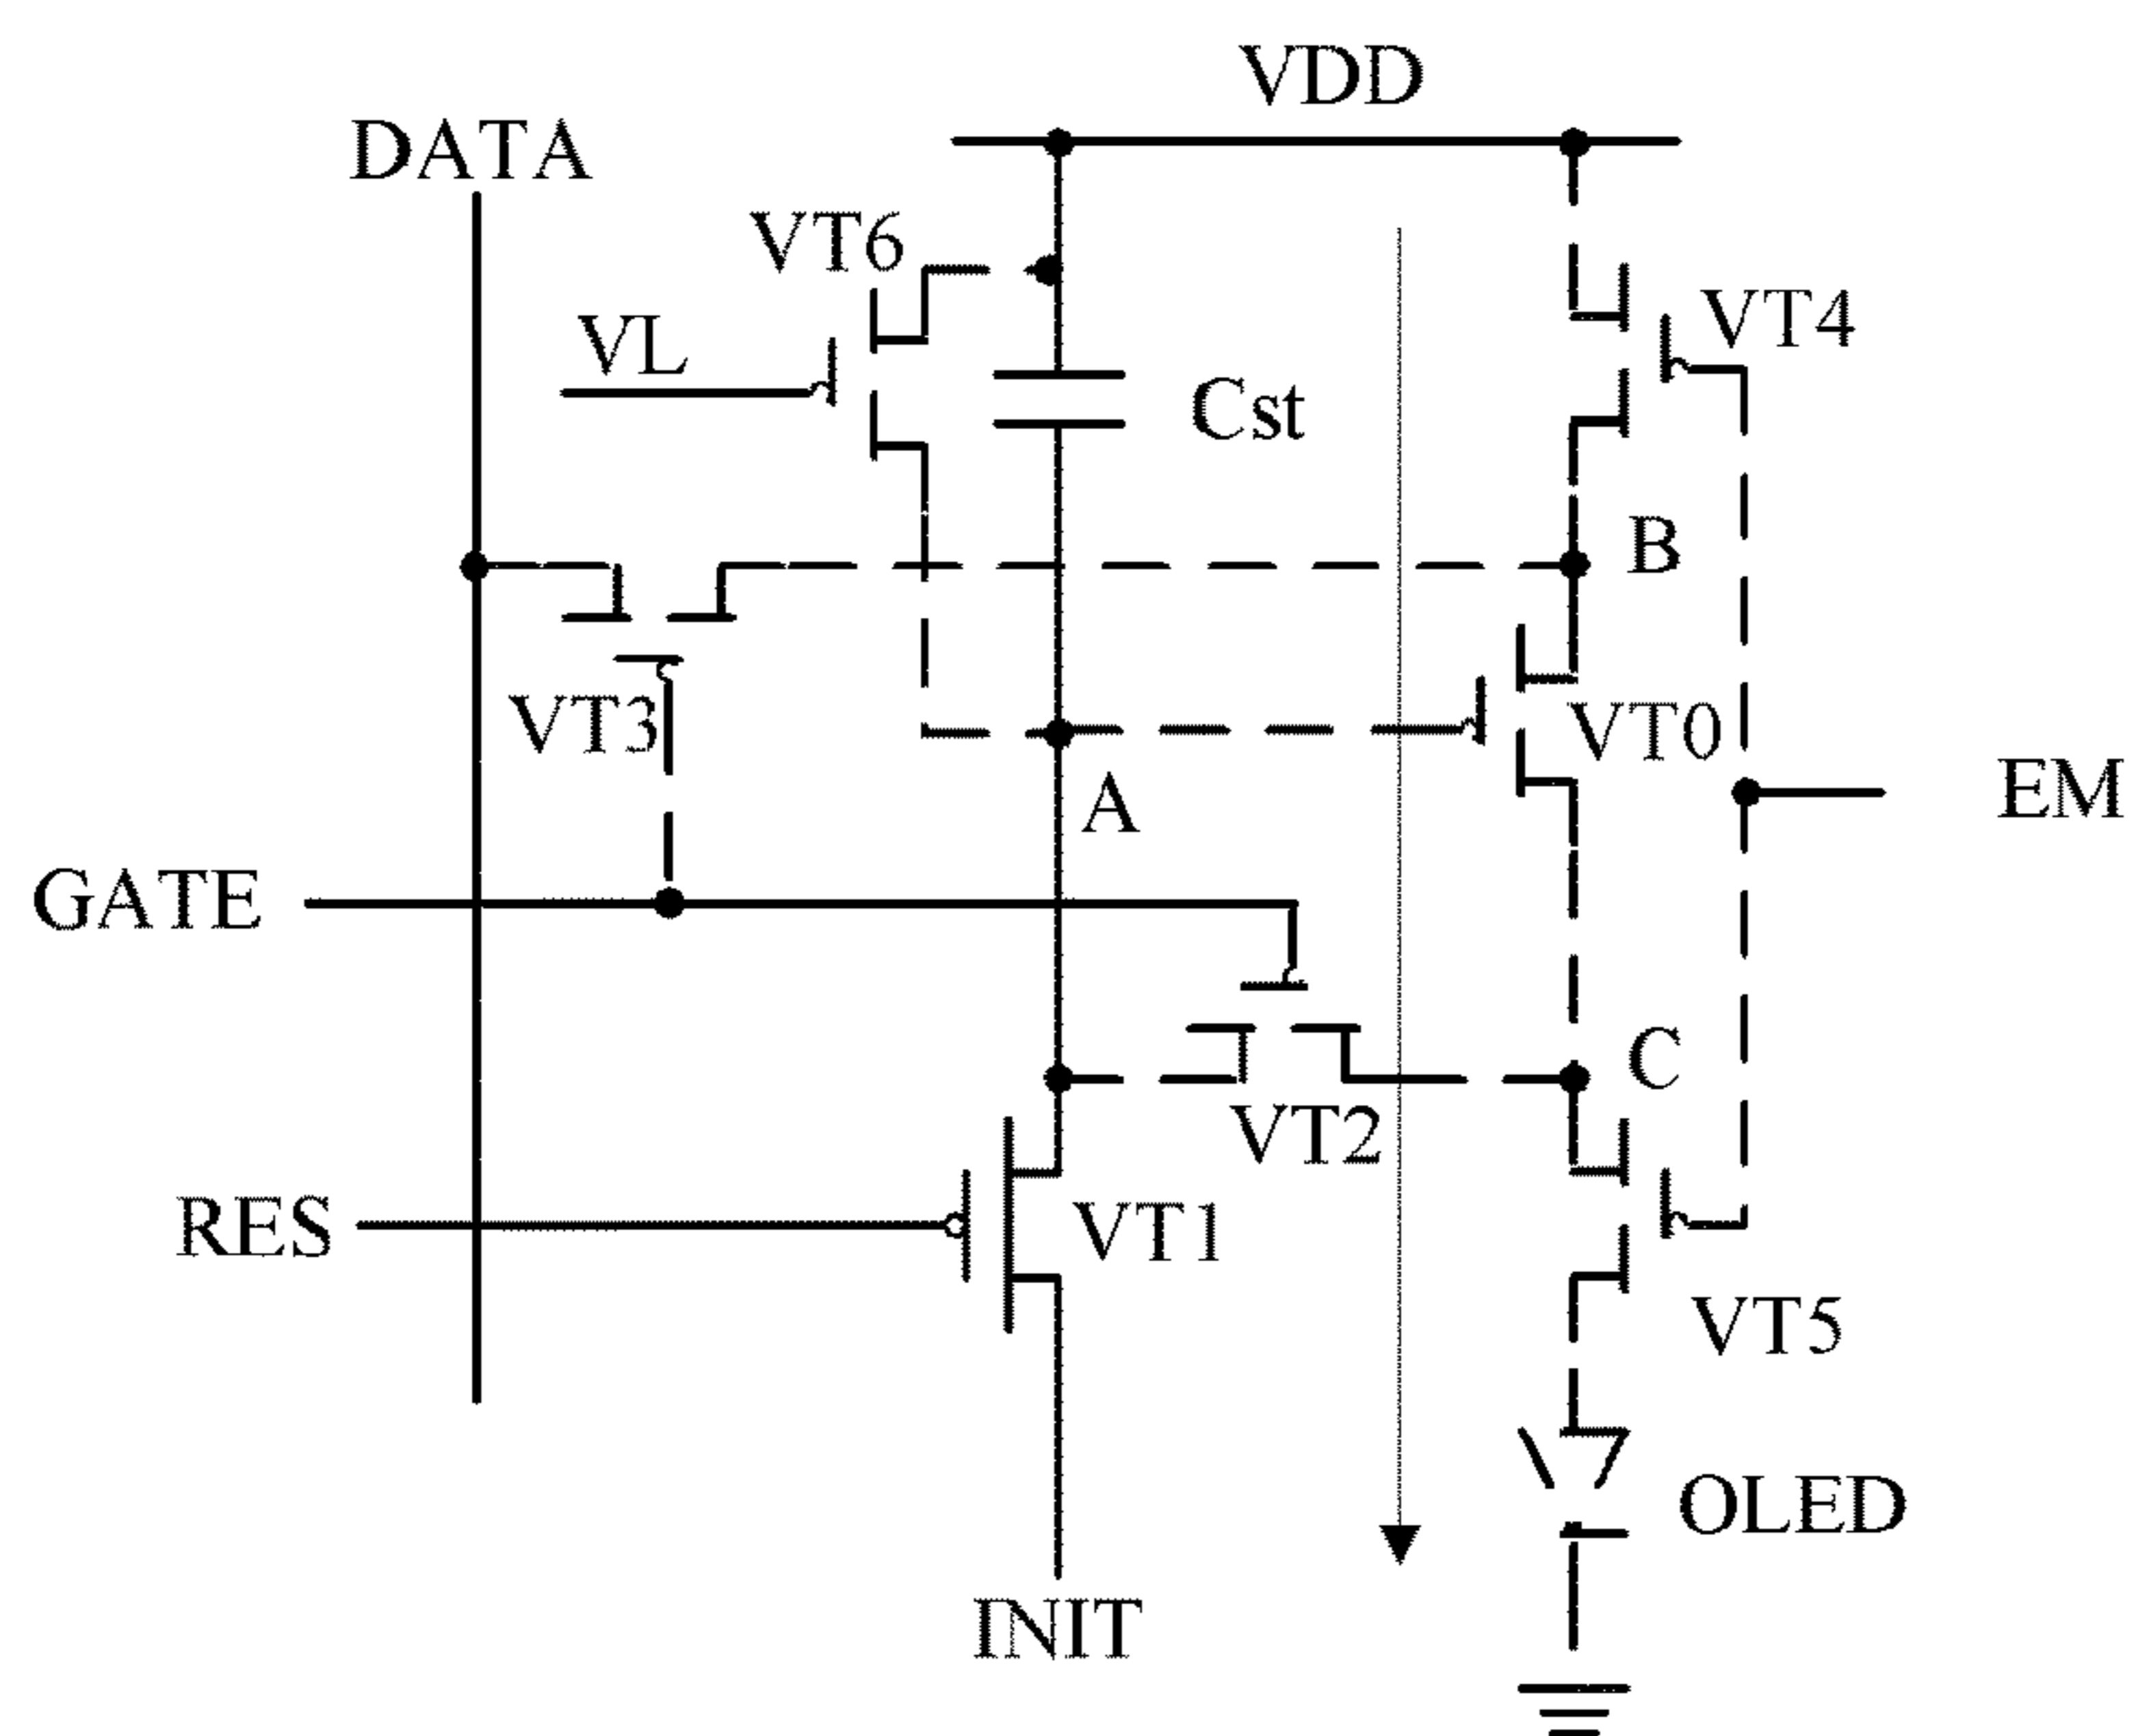 VDD
DATA
VT6
VL
VT4
Cst
B
VT3
VT0
EM
A
GATE
C
VT2
RES
VT1
VT5
OLED
INIT